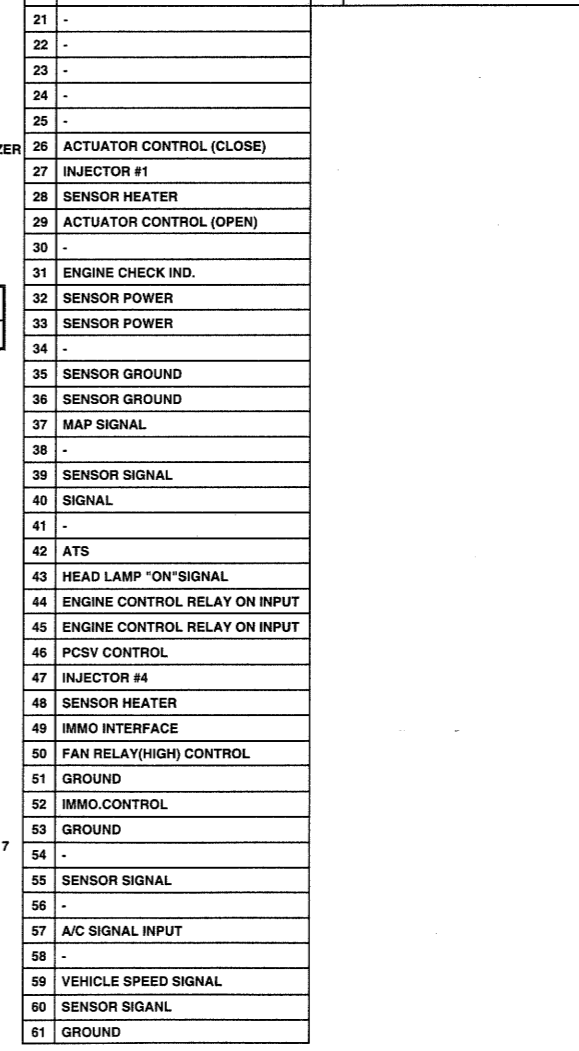 21 -
22 -
23 -
24 -
25 -
ZER
26 ACTUATOR CONTROL (CLOSE)
27 INJECTOR #1
28 SENSOR HEATER
29 ACTUATOR CONTROL (OPEN)
30 -
31 ENGINE CHECK IND.
32 SENSOR POWER
33 SENSOR POWER
34 -
35 SENSOR GROUND
36 SENSOR GROUND
37 MAP SIGNAL
38 -
39 SENSOR SIGNAL
40 SIGNAL
41 -
42 ATS
43 HEAD LAMP "ON"SIGNAL
44 ENGINE CONTROL RELAY ON INPUT
45 ENGINE CONTROL RELAY ON INPUT
46 PCSV CONTROL
47 INJECTOR #4
48 SENSOR HEATER
49 IMMO INTERFACE
50 FAN RELAY(HIGH) CONTROL
51 GROUND
52 IMMO.CONTROL
53 GROUND
7
54 -
55 SENSOR SIGNAL
56 -
57 A/C SIGNAL INPUT
58 -
59 VEHICLE SPEED SIGNAL
60 SENSOR SIGANL
61 GROUND